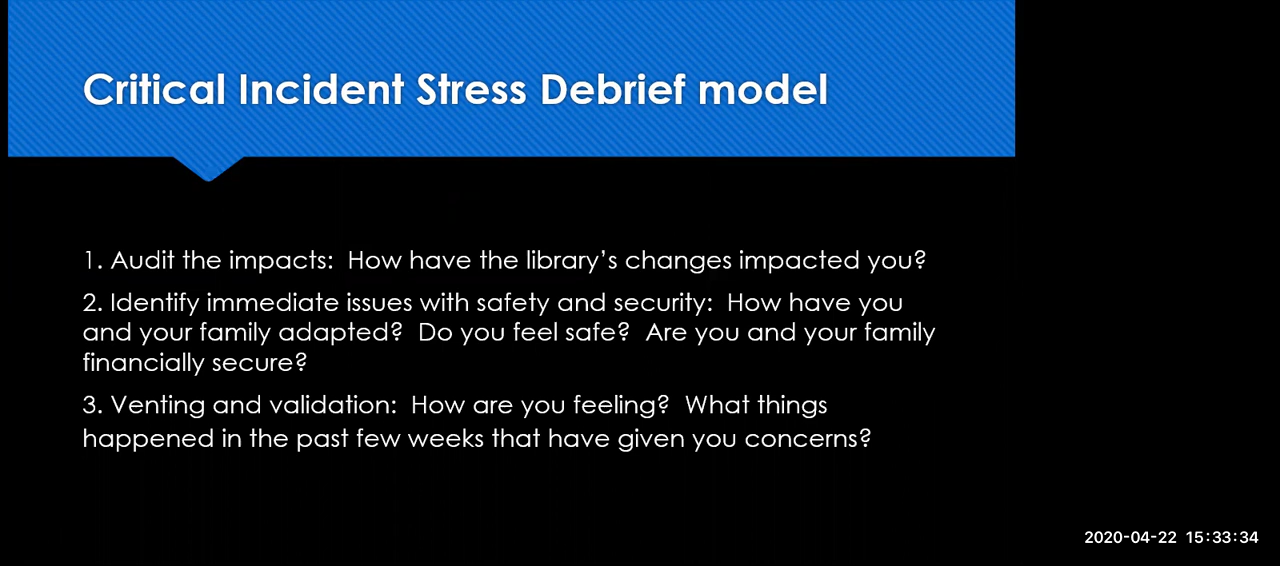 Critical Incident Stress Debrief model
1. Audit the impacts:  How have the library’s changes impacted you?
2. Identify immediate issues with safety and security:  How have you
and your family adapted?  Do you feel safe?  Are you and your family
financially secure?
3. Venting and validation:  How are you feeling?  What things
happened in the past few weeks that have given you concerns?
2020-04-22 15:33:34